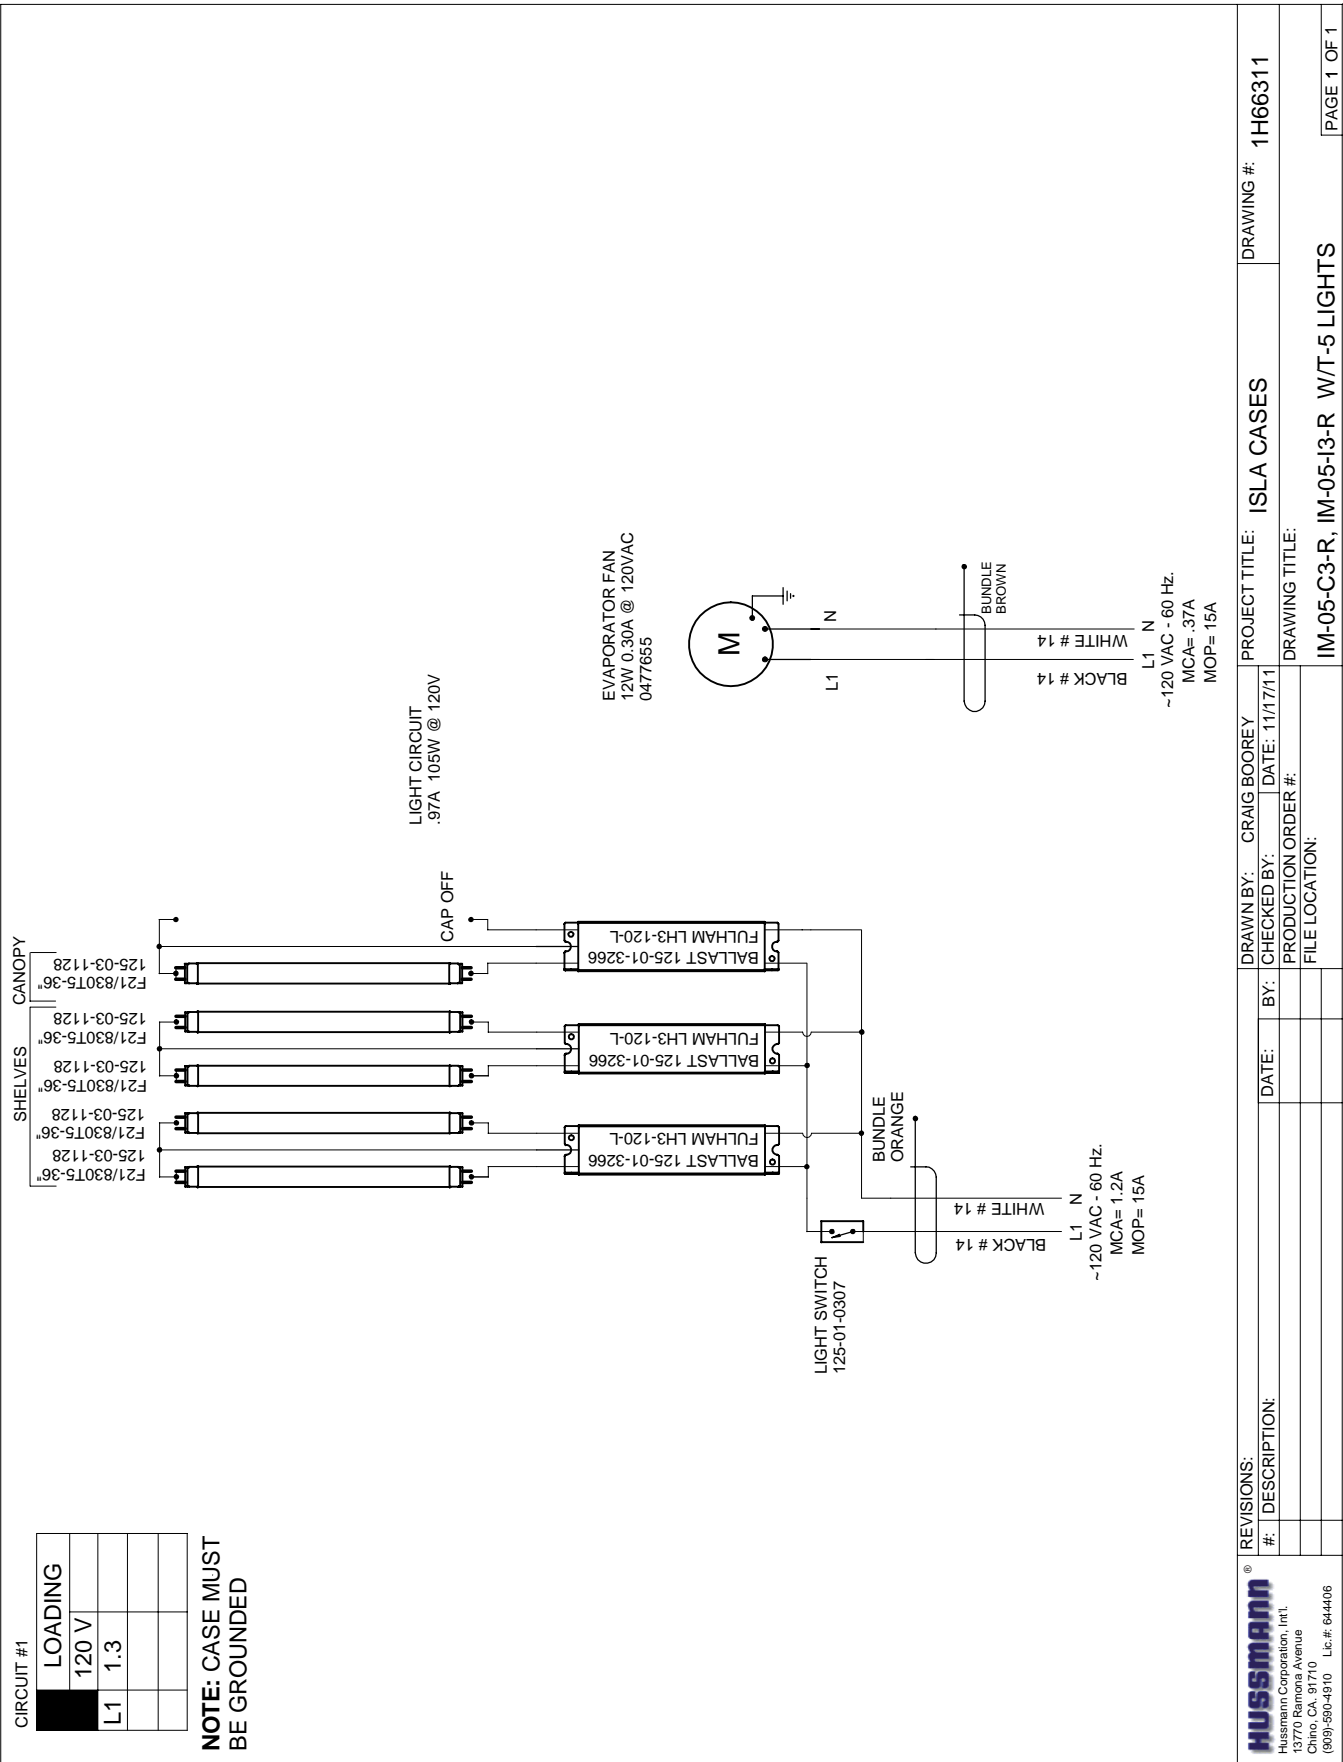 CIRCUIT #1
LOADING
120 V
L1 1.3
NOTE: CASE MUST
BE GROUNDED
SHELVES
CANOPY
F21/830T5-36"
125-03-1128
F21/830T5-36"
125-03-1128
F21/830T5-36"
125-03-1128
F21/830T5-36"
125-03-1128
F21/830T5-36"
125-03-1128
CAP OFF
LIGHT CIRCUIT
.97A 105W @ 120V
BALLAST 125-01-3266
FULHAM LH3-120-L
BALLAST 125-01-3266
FULHAM LH3-120-L
BALLAST 125-01-3266
FULHAM LH3-120-L
LIGHT SWITCH
125-01-0307
BUNDLE
ORANGE
BLACK # 14
WHITE # 14
L1 N
~120 VAC - 60 Hz.
MCA= 1.2A
MOP= 15A
EVAPORATOR FAN
12W 0.30A @ 120VAC
0477655
M
L1
N
BUNDLE
BROWN
BLACK # 14
WHITE # 14
L1 N
~120 VAC - 60 Hz.
MCA= .37A
MOP= 15A
HUSSMANN ®
Hussmann Corporation, Int'l.
13770 Ramona Avenue
Chino, CA. 91710
(909)-590-4910 Lic.#: 644406
REVISIONS:
#: DESCRIPTION: DATE: BY:
DRAWN BY: CRAIG BOOREY
CHECKED BY: DATE: 11/17/11
PRODUCTION ORDER #:
FILE LOCATION:
PROJECT TITLE: ISLA CASES
DRAWING #: 1H66311
DRAWING TITLE:
IM-05-C3-R, IM-05-I3-R W/T-5 LIGHTS
PAGE 1 OF 1